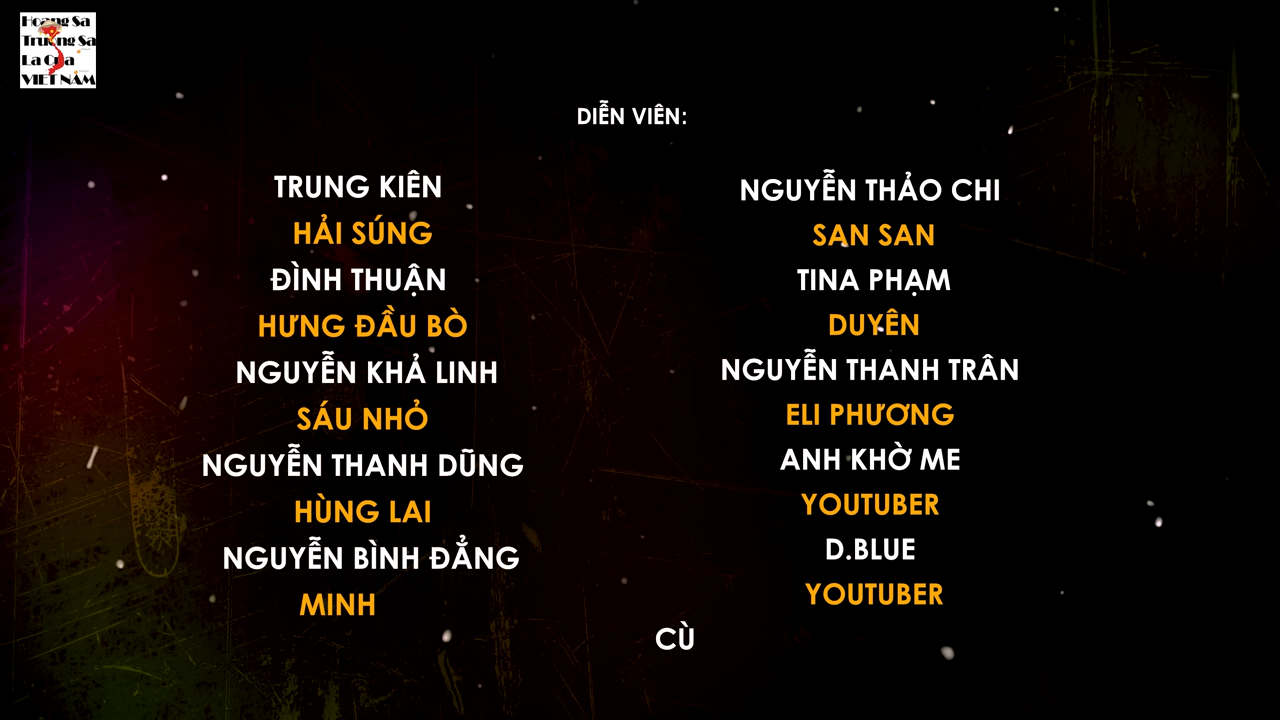 Hoang Sa
Truong Sa
La Cua
VIET NAM
DIỄN VIÊN:
TRUNG KIÊN
HẢI SÚNG
ĐÌNH THUẬN
HƯNG ĐẦU BÒ
NGUYỄN KHẢ LINH
SÁU NHỎ
NGUYỄN THANH DŨNG
HÙNG LAI
NGUYỄN BÌNH ĐẲNG
MINH
NGUYỄN THẢO CHI
SAN SAN
TINA PHẠM
DUYÊN
NGUYỄN THANH TRÂN
ELI PHƯƠNG
ANH KHỜ ME
YOUTUBER
D.BLUE
YOUTUBER
CÙ